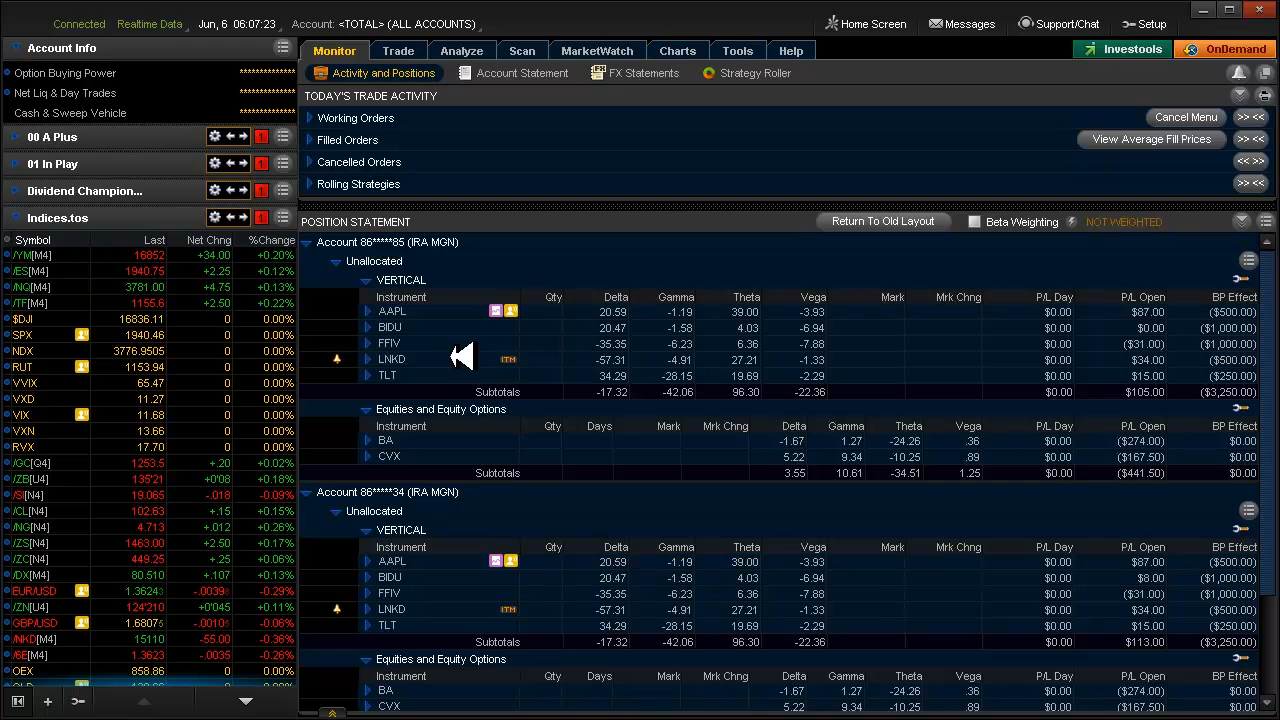 Connected Realtime Data Jun, 6 06:07:23 Account: <TOTAL> (ALL ACCOUNTS) Home Screen Messages Support/Chat Setup
Account Info
Option Buying Power **************
Net Liq & Day Trades **************
Cash & Sweep Vehicle **************
00 A Plus 1
01 In Play 1
Dividend Champion... 1
Indices.tos 1
Symbol Last Net Chng %Change
/YM[M4] 16852 +34.00 +0.20%
/ES[M4] 1940.75 +2.25 +0.12%
/NQ[M4] 3781.00 +4.75 +0.13%
/TF[M4] 1155.6 +2.50 +0.22%
$DJI 16836.11 0 0.00%
SPX 1940.46 0 0.00%
NDX 3776.9505 0 0.00%
RUT 1153.94 0 0.00%
VVIX 65.47 0 0.00%
VXD 11.27 0 0.00%
VIX 11.68 0 0.00%
VXN 13.66 0 0.00%
RVX 17.70 0 0.00%
/GC[Q4] 1253.5 +.20 +0.02%
/ZB[U4] 135'21 +0'08 +0.18%
/SI[N4] 19.065 -.018 -0.09%
/CL[N4] 102.63 +.15 +0.15%
/NG[N4] 4.713 +.012 +0.26%
/ZS[N4] 1463.00 +2.50 +0.17%
/ZC[N4] 449.25 +.25 +0.06%
/DX[M4] 80.510 +.107 +0.13%
EUR/USD 1.36243 -.0039 -0.29%
/ZN[U4] 124'210 +0'045 +0.11%
GBP/USD 1.68076 -.0010 -0.06%
/NKD[M4] 15110 -55.00 -0.36%
/6E[M4] 1.3623 -.0035 -0.26%
OEX 858.86 0 0.00%
Monitor Trade Analyze Scan MarketWatch Charts Tools Help Investools OnDemand
Activity and Positions Account Statement FX Statements Strategy Roller
TODAY'S TRADE ACTIVITY
Working Orders Cancel Menu >> <<
Filled Orders View Average Fill Prices >> <<
Cancelled Orders << >>
Rolling Strategies >> <<
POSITION STATEMENT Return To Old Layout Beta Weighting NOT WEIGHTED
Account 86*****85 (IRA MGN)
Unallocated
VERTICAL
Instrument Qty Delta Gamma Theta Vega Mark Mrk Chng P/L Day P/L Open BP Effect
AAPL 20.59 -1.19 -3.92 $0.00 $87.00 ($500.00)
BIDU 20.47 -1.58 -6.94 $0.00 $0.00 ($1,000.00)
FFIV -35.35 -6.23 6.36 -7.88 $0.00 ($31.00) ($1,000.00)
LNKD ITM -57.31 -4.91 27.21 -1.33 $0.00 $34.00 ($500.00)
TLT 34.29 -28.15 19.69 -2.29 $0.00 $15.00 ($250.00)
Subtotals -17.32 -42.06 96.30 -22.36 $0.00 $105.00 ($3,250.00)
Equities and Equity Options
Instrument Qty Days Mark Mrk Chng Delta Gamma Theta Vega P/L Day P/L Open BP Effect
BA -1.67 1.27 -24.26 .36 $0.00 ($274.00) $0.00
CVX 5.22 9.34 -10.25 .89 $0.00 ($167.50) $0.00
Subtotals 3.55 10.61 -34.51 1.25 $0.00 ($441.50) $0.00
(IRA MGN)
Unallocated
VERTICAL
Instrument Qty Delta Gamma Theta Vega Mark Mrk Chng P/L Day P/L Open BP Effect
AAPL 20.59 -1.19 $0.00 $87.00 ($500.00)
BIDU 20.47 -1.58 -6.94 $0.00 ($1,000.00)
FFIV -35.35 -6.23 -7.88 $0.00 ($1,000.00)
LNKD ITM -57.31 -4.91 27.21 -1.33 $0.00 $34.00 ($500.00)
TLT 34.29 -28.15 19.69 -2.29 $0.00 $15.00 ($250.00)
Subtotals -17.32 -42.06 96.30 -22.36 $0.00 $113.00 ($3,250.00)
Equities and Equity Options
Instrument Qty Days Mark Mrk Chng Delta Gamma Theta Vega P/L Day P/L Open BP Effect
BA -1.67 1.27 -24.26 .36 $0.00 ($274.00) $0.00
CVX 5.22 9.34 -10.25 .89 $0.00 ($167.50) $0.00